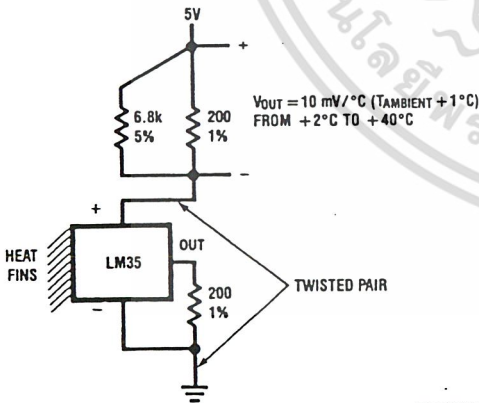 5V
+
6.8k
5%
200
1%
VOUT = 10 mV/°C (TAMBIENT +1°C)
FROM +2°C TO +40°C
−
+
HEAT
FINS
LM35
OUT
−
200
1%
TWISTED PAIR